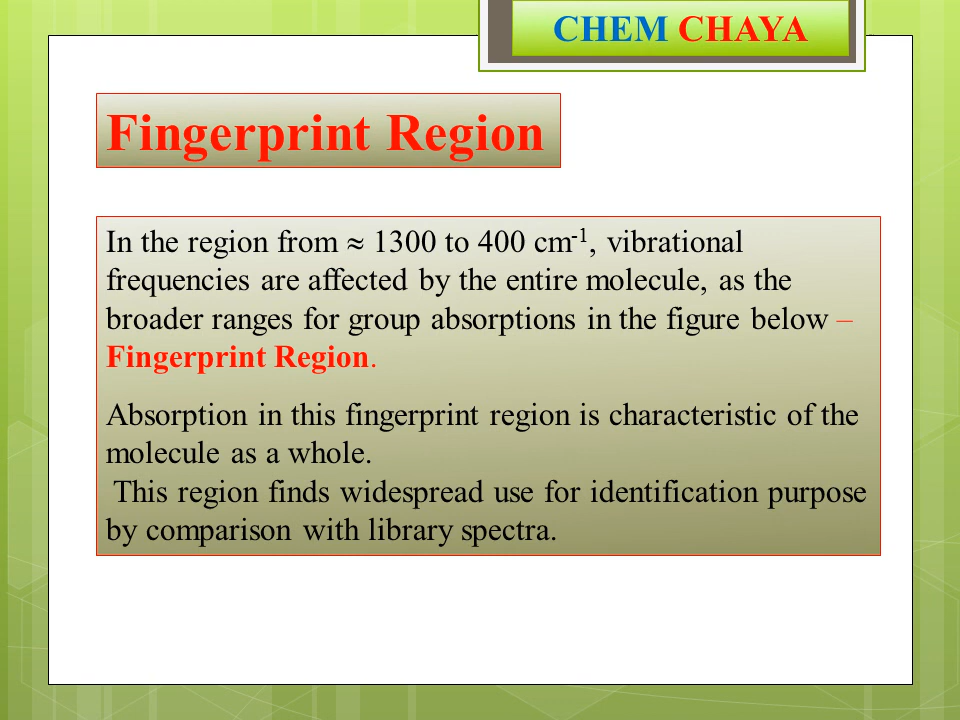 CHEM CHAYA
Fingerprint Region
In the region from ≈ 1300 to 400 cm⁻¹, vibrational
frequencies are affected by the entire molecule, as the
broader ranges for group absorptions in the figure below –
Fingerprint Region.
Absorption in this fingerprint region is characteristic of the
molecule as a whole.
This region finds widespread use for identification purpose
by comparison with library spectra.